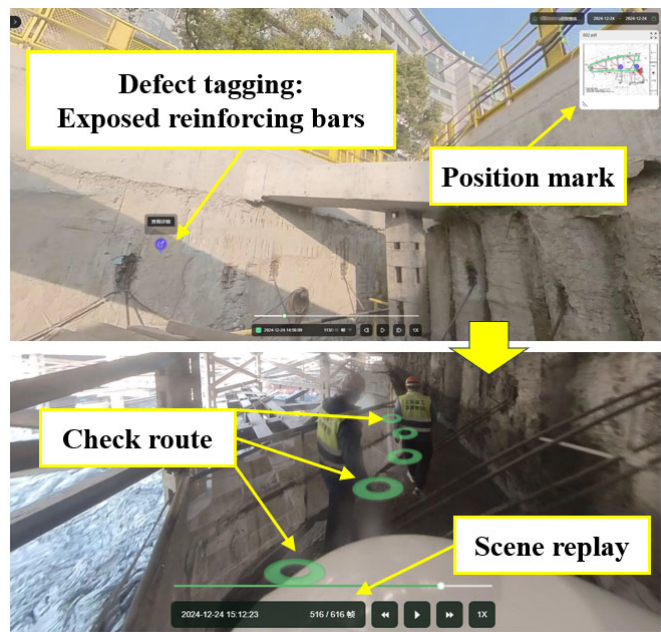 2024-12-24 → 2024-12-24
Defect tagging:
Exposed reinforcing bars
Position mark
1X
Check route
Scene replay
2024-12-24 15:12:23
516 / 616 帧
1X